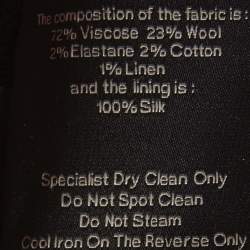 The composition of the fabric is :
72% Viscose 23% Wool
2% Elastane 2% Cotton
1% Linen
and the lining is :
100% Silk
Specialist Dry Clean Only
Do Not Spot Clean
Do Not Steam
Cool Iron On The Reverse Only